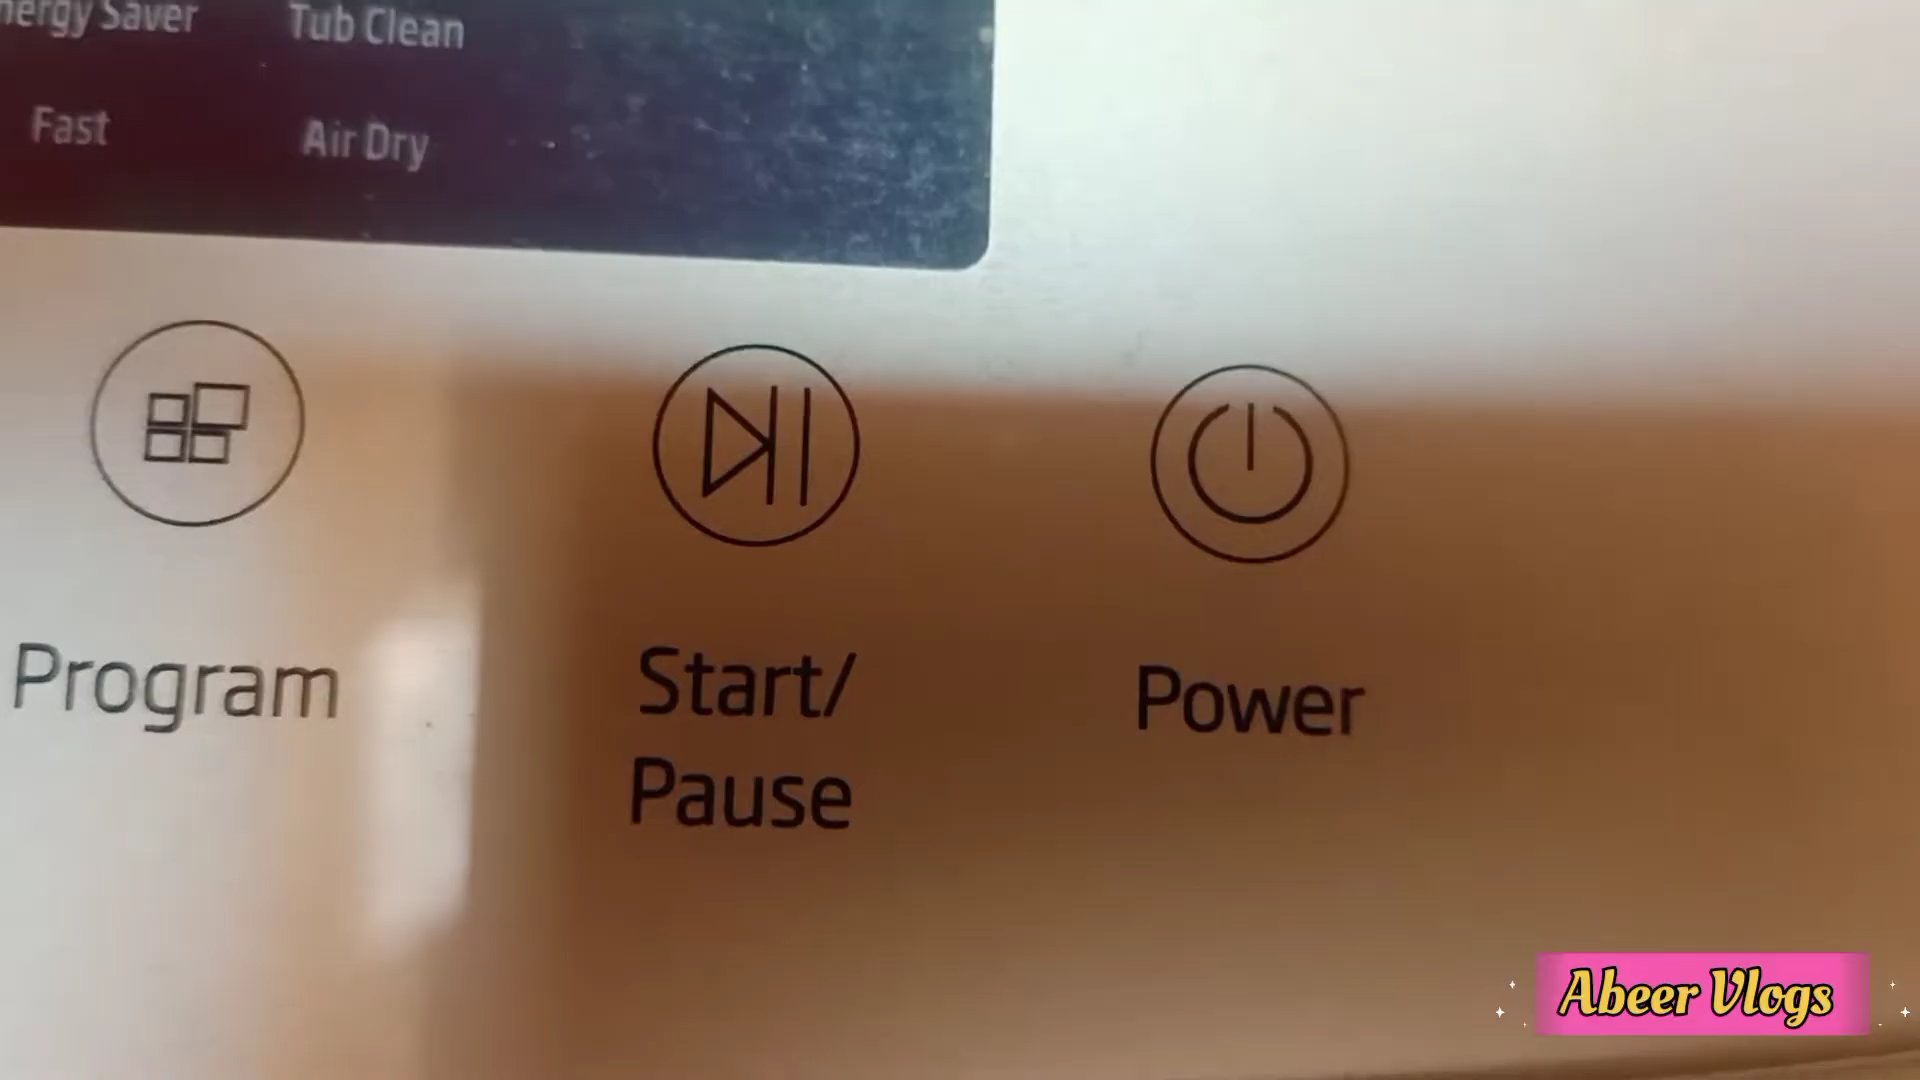 nergy Saver Tub Clean
Fast Air Dry
Program
Start/
Pause
Power
Abeer Vlogs